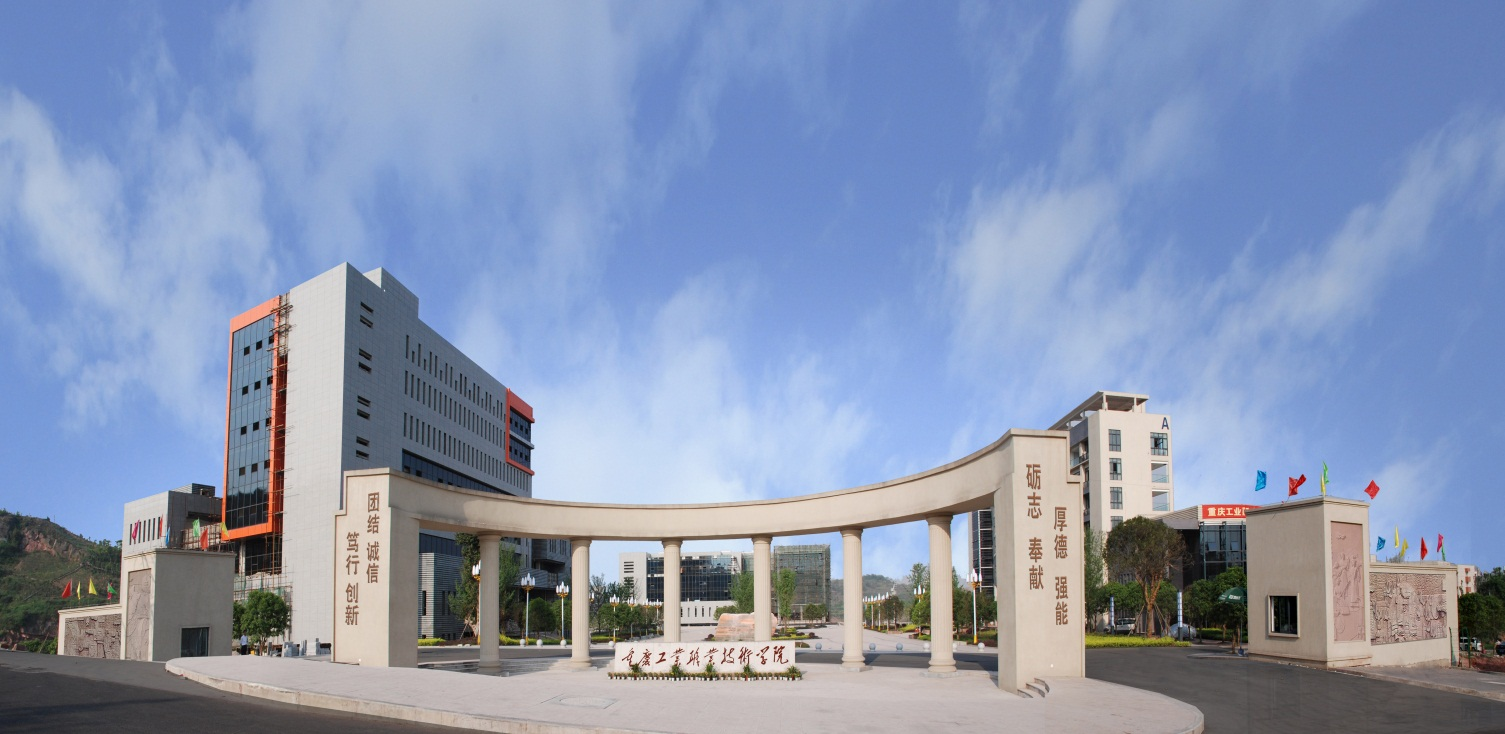 团结 诚信
笃行 创新
砺志 奉献
厚德 强能
A
重庆工业
重庆工业职业技术学院